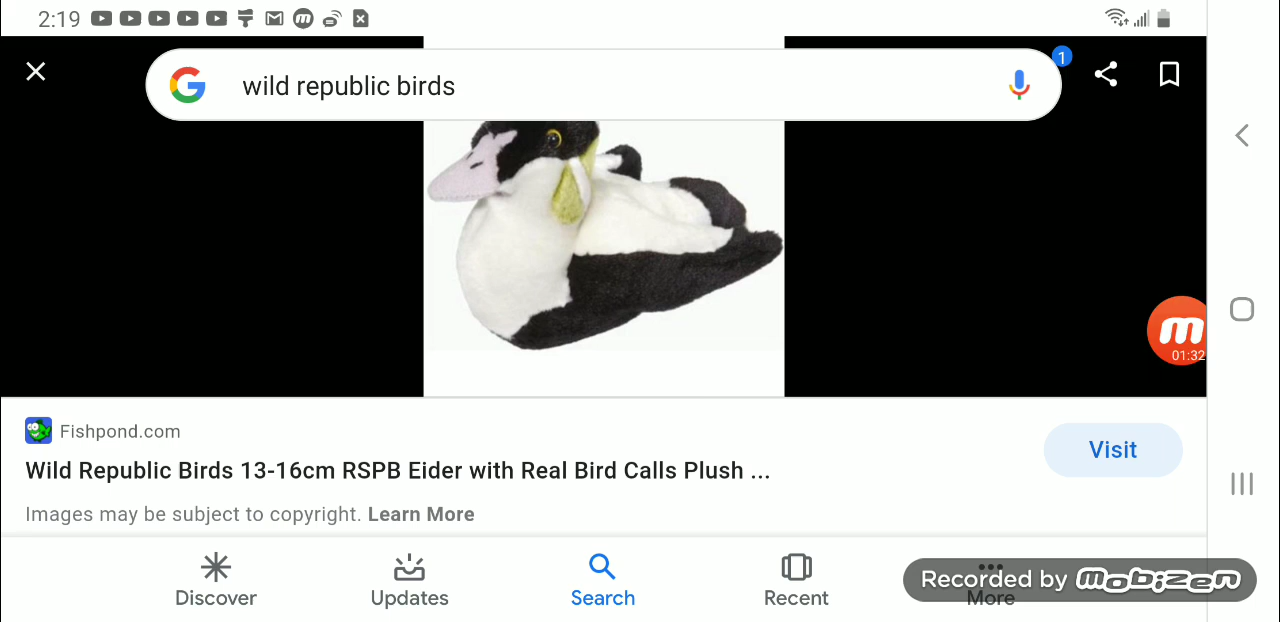 2:19
wild republic birds
1
01:32
Fishpond.com
Wild Republic Birds 13-16cm RSPB Eider with Real Bird Calls Plush ...
Visit
Images may be subject to copyright. Learn More
Discover
Updates
Search
Recent
More
Recorded by mobizen